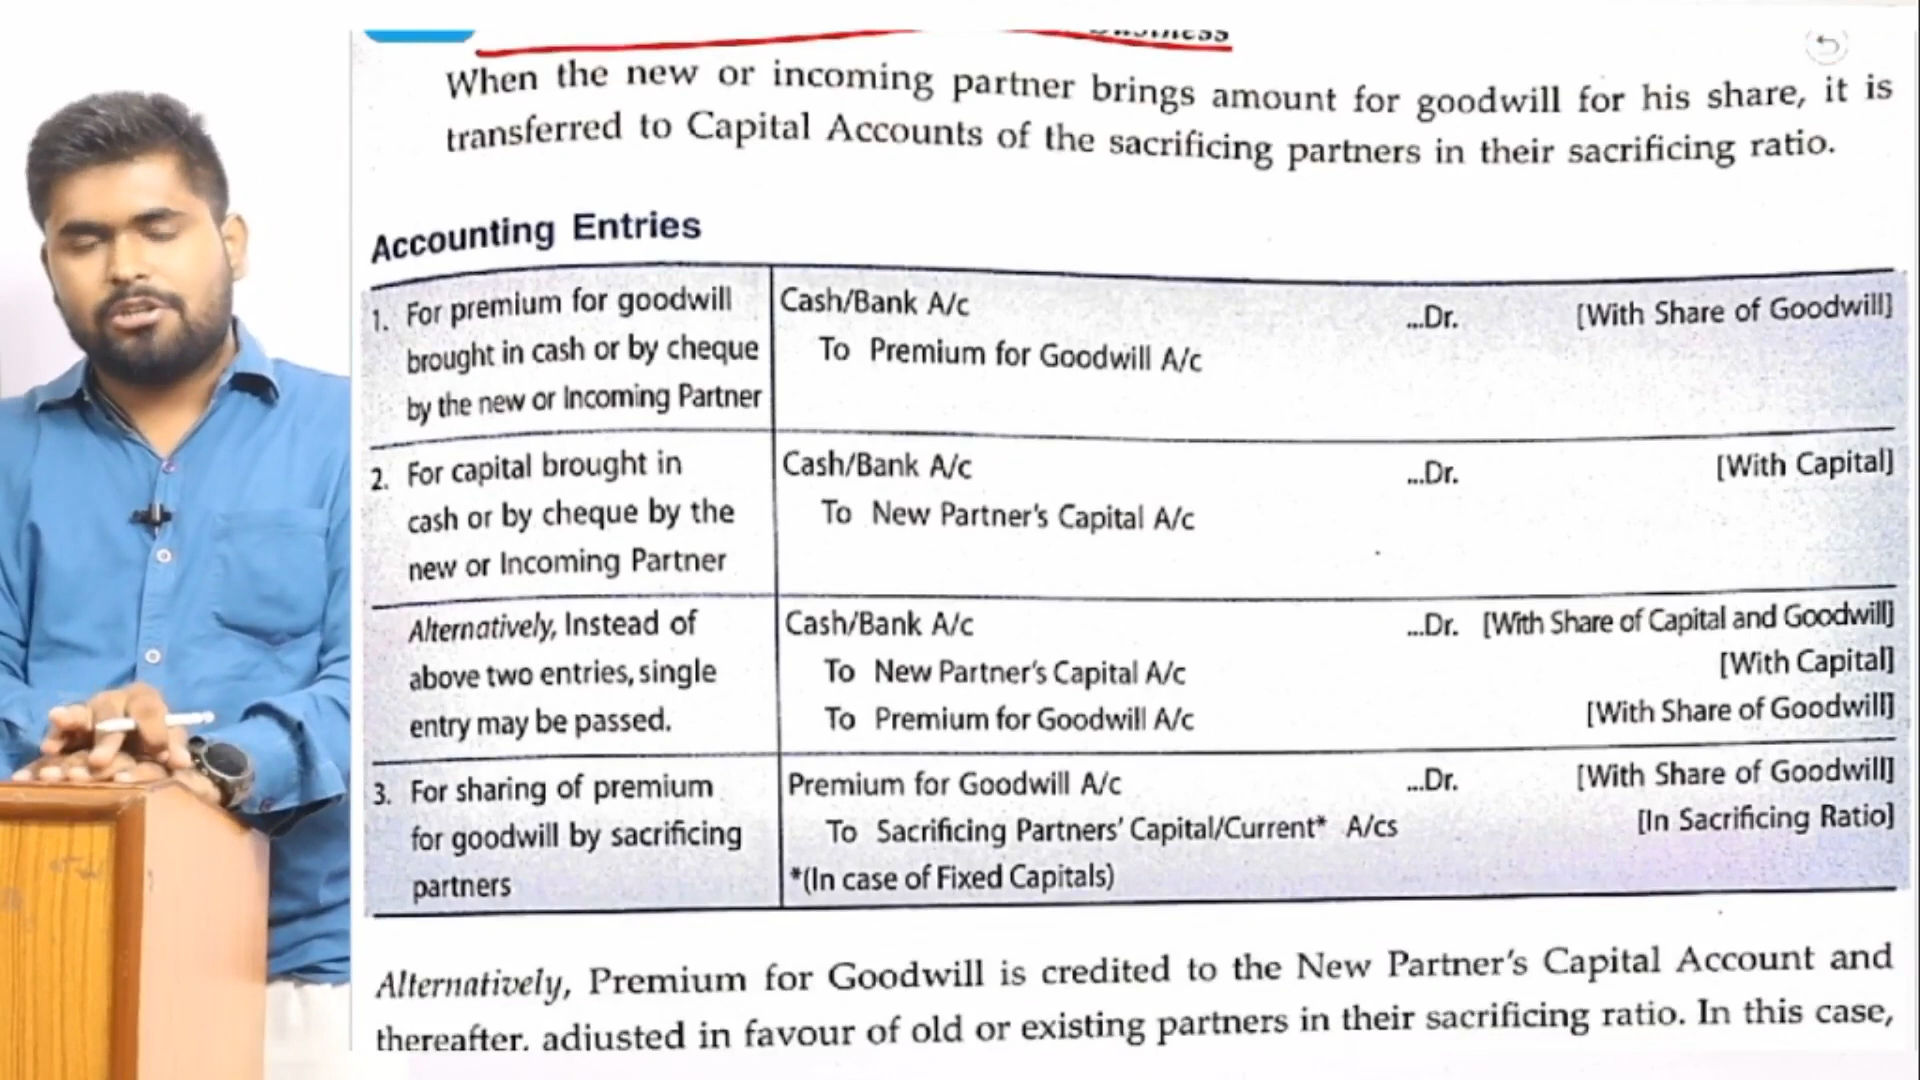 When the new or incoming partner brings amount for goodwill for his share, it is
transferred to Capital Accounts of the sacrificing partners in their sacrificing ratio.
Accounting Entries
1. For premium for goodwill
brought in cash or by cheque
by the new or Incoming Partner
Cash/Bank A/c ...Dr. [With Share of Goodwill]
To Premium for Goodwill A/c
2. For capital brought in
cash or by cheque by the
new or Incoming Partner
Cash/Bank A/c ...Dr. [With Capital]
To New Partner's Capital A/c
Alternatively, Instead of
above two entries, single
entry may be passed.
Cash/Bank A/c ...Dr. [With Share of Capital and Goodwill]
To New Partner's Capital A/c [With Capital]
To Premium for Goodwill A/c [With Share of Goodwill]
3. For sharing of premium
for goodwill by sacrificing
partners
Premium for Goodwill A/c ...Dr. [With Share of Goodwill]
To Sacrificing Partners' Capital/Current* A/cs [In Sacrificing Ratio]
*(In case of Fixed Capitals)
Alternatively, Premium for Goodwill is credited to the New Partner's Capital Account and
thereafter, adjusted in favour of old or existing partners in their sacrificing ratio. In this case,